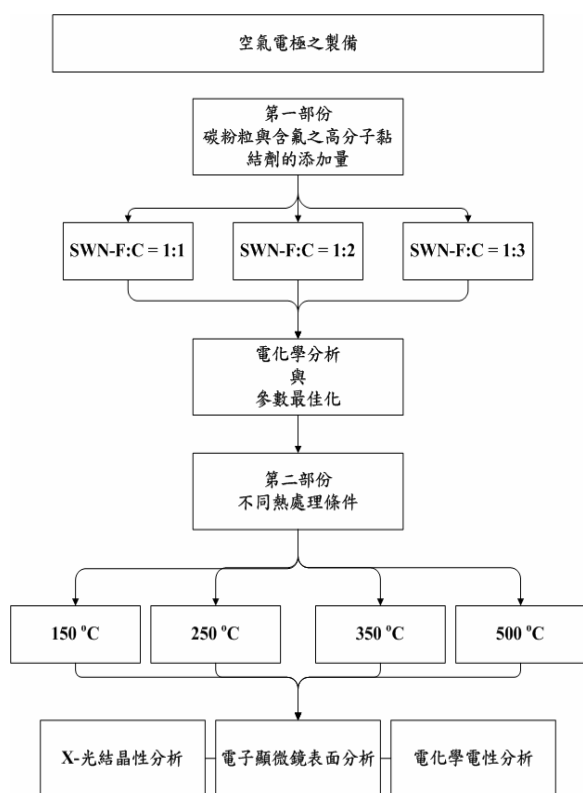 空氣電極之製備
第一部份
碳粉粒與含氟之高分子黏
結劑的添加量
SWN-F:C = 1:1
SWN-F:C = 1:2
SWN-F:C = 1:3
電化學分析
與
參數最佳化
第二部份
不同熱處理條件
150 °C
250 °C
350 °C
500 °C
X-光結晶性分析
電子顯微鏡表面分析
電化學電性分析